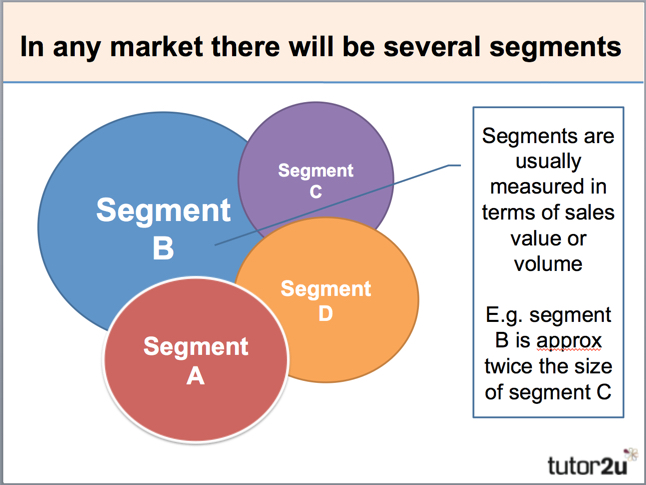 In any market there will be several segments
Segment
B
Segment
C
Segment
D
Segment
A
Segments are
usually
measured in
terms of sales
value or
volume
E.g. segment
B is approx
twice the size
of segment C
tutor2u